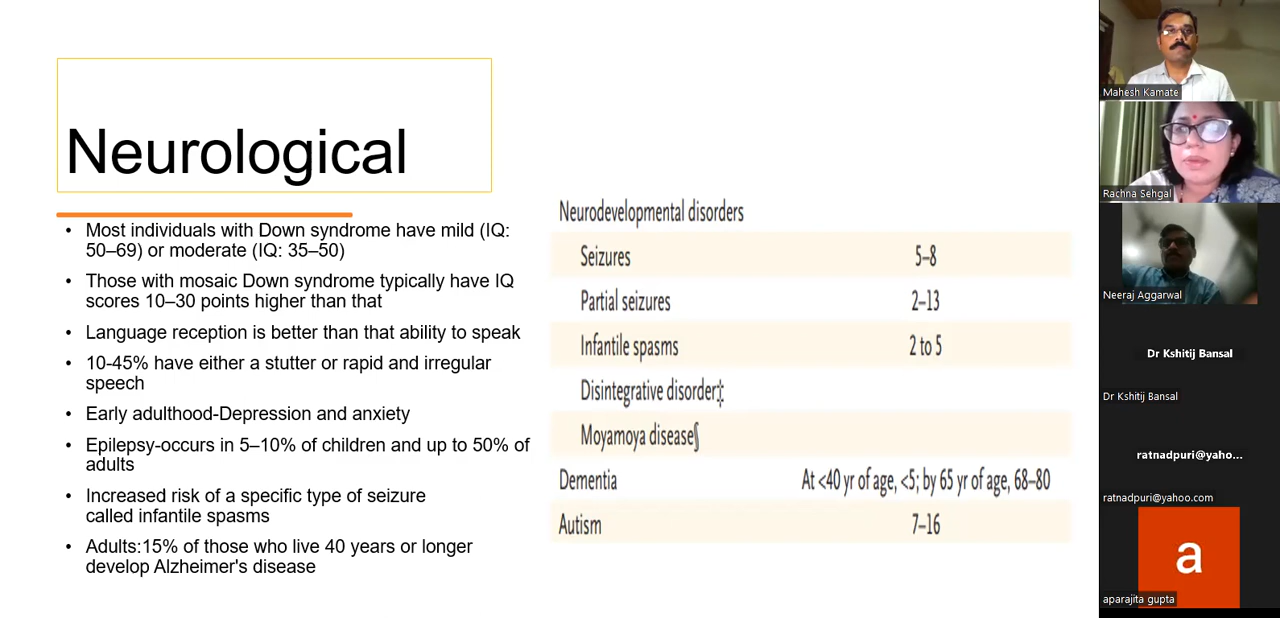 Neurological
• Most individuals with Down syndrome have mild (IQ:
50–69) or moderate (IQ: 35–50)
• Those with mosaic Down syndrome typically have IQ
scores 10–30 points higher than that
• Language reception is better than that ability to speak
• 10-45% have either a stutter or rapid and irregular
speech
• Early adulthood-Depression and anxiety
• Epilepsy-occurs in 5–10% of children and up to 50% of
adults
• Increased risk of a specific type of seizure
called infantile spasms
• Adults:15% of those who live 40 years or longer
develop Alzheimer's disease
Neurodevelopmental disorders
Seizures 5–8
Partial seizures 2–13
Infantile spasms 2 to 5
Disintegrative disorder‡
Moyamoya disease§
Dementia At <40 yr of age, <5; by 65 yr of age, 68–80
Autism 7–16
Mahesh Kamate
Rachna Sehgal
Neeraj Aggarwal
Dr Kshitij Bansal
Dr Kshitij Bansal
ratnadpuri@yaho...
ratnadpuri@yahoo.com
a
aparajita gupta